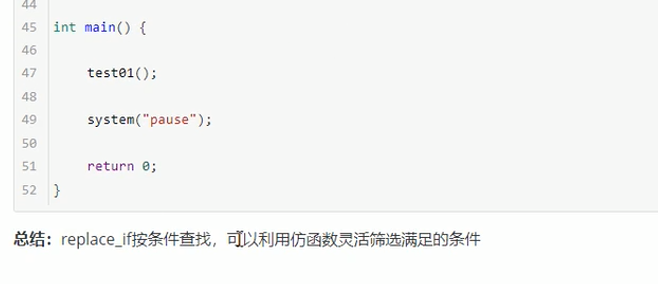 44
45 int main() {
46
47 test01();
48
49 system("pause");
50
51 return 0;
52 }
总结：replace_if按条件查找，可以利用仿函数灵活筛选满足的条件